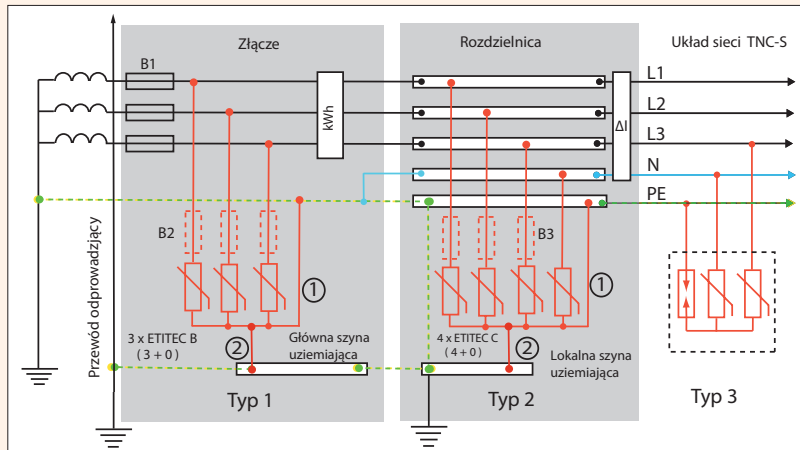 Złącze
Rozdzielnica
Układ sieci TNC-S
B1
L1
L2
L3
N
PE
kWh
ΔI
B2
B3
1
1
Przewód odprowadzający
3 x ETITEC B
( 3 + 0 )
2
Główna szyna
uziemiająca
4 x ETITEC C
( 4 + 0 )
2
Lokalna szyna
uziemiająca
Typ 1
Typ 2
Typ 3